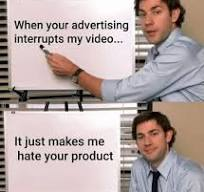 When your advertising
interrupts my video...
It just makes me
hate your product